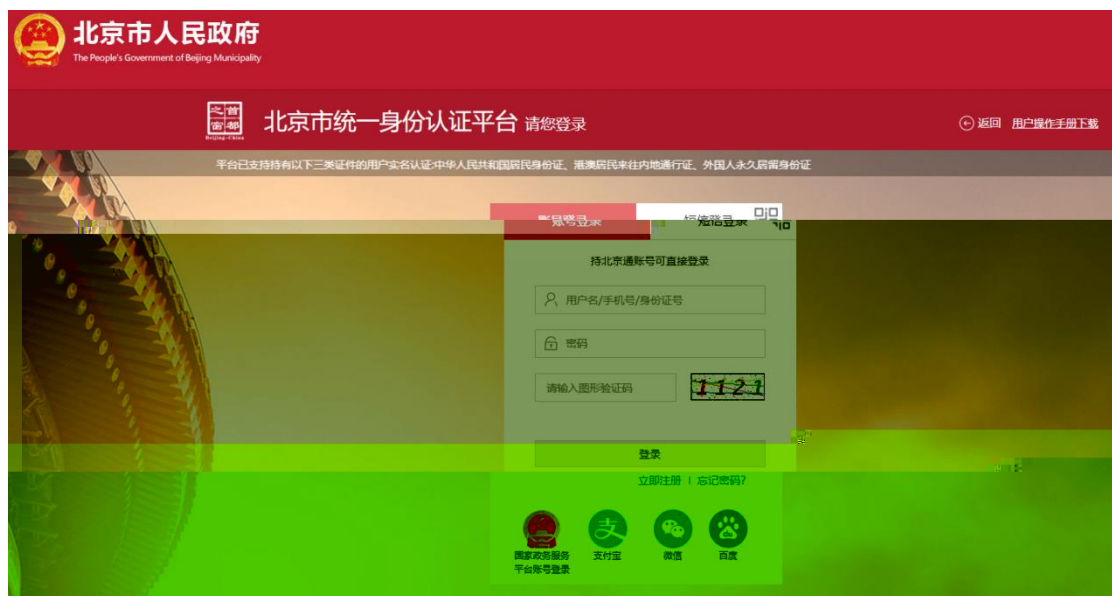 北京市人民政府
The People's Government of Beijing Municipality
首都之窗
Beijing-China
北京市统一身份认证平台 请您登录
返回 用户操作手册下载
平台已支持持有以下三类证件的用户实名认证:中华人民共和国居民身份证、港澳居民来往内地通行证、外国人永久居留身份证
账号登录 短信登录
持北京通账号可直接登录
用户名/手机号/身份证号
密码
请输入图形验证码 1121
登录
立即注册 | 忘记密码?
国家政务服务 支付宝 微信 百度
平台账号登录